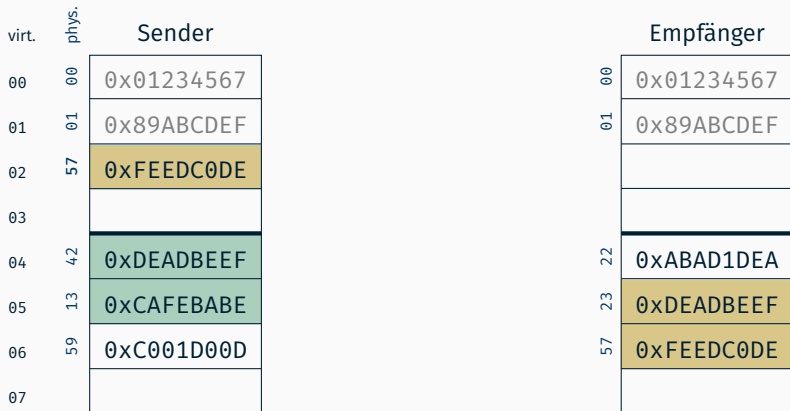 virt. phys. Sender Empfänger
00 00 0x01234567 00 0x01234567
01 01 0x89ABCDEF 01 0x89ABCDEF
02 57 0xFEEDC0DE
03
04 42 0xDEADBEEF 22 0xABAD1DEA
05 13 0xCAFEBABE 23 0xDEADBEEF
06 59 0xC001D00D 57 0xFEEDC0DE
07